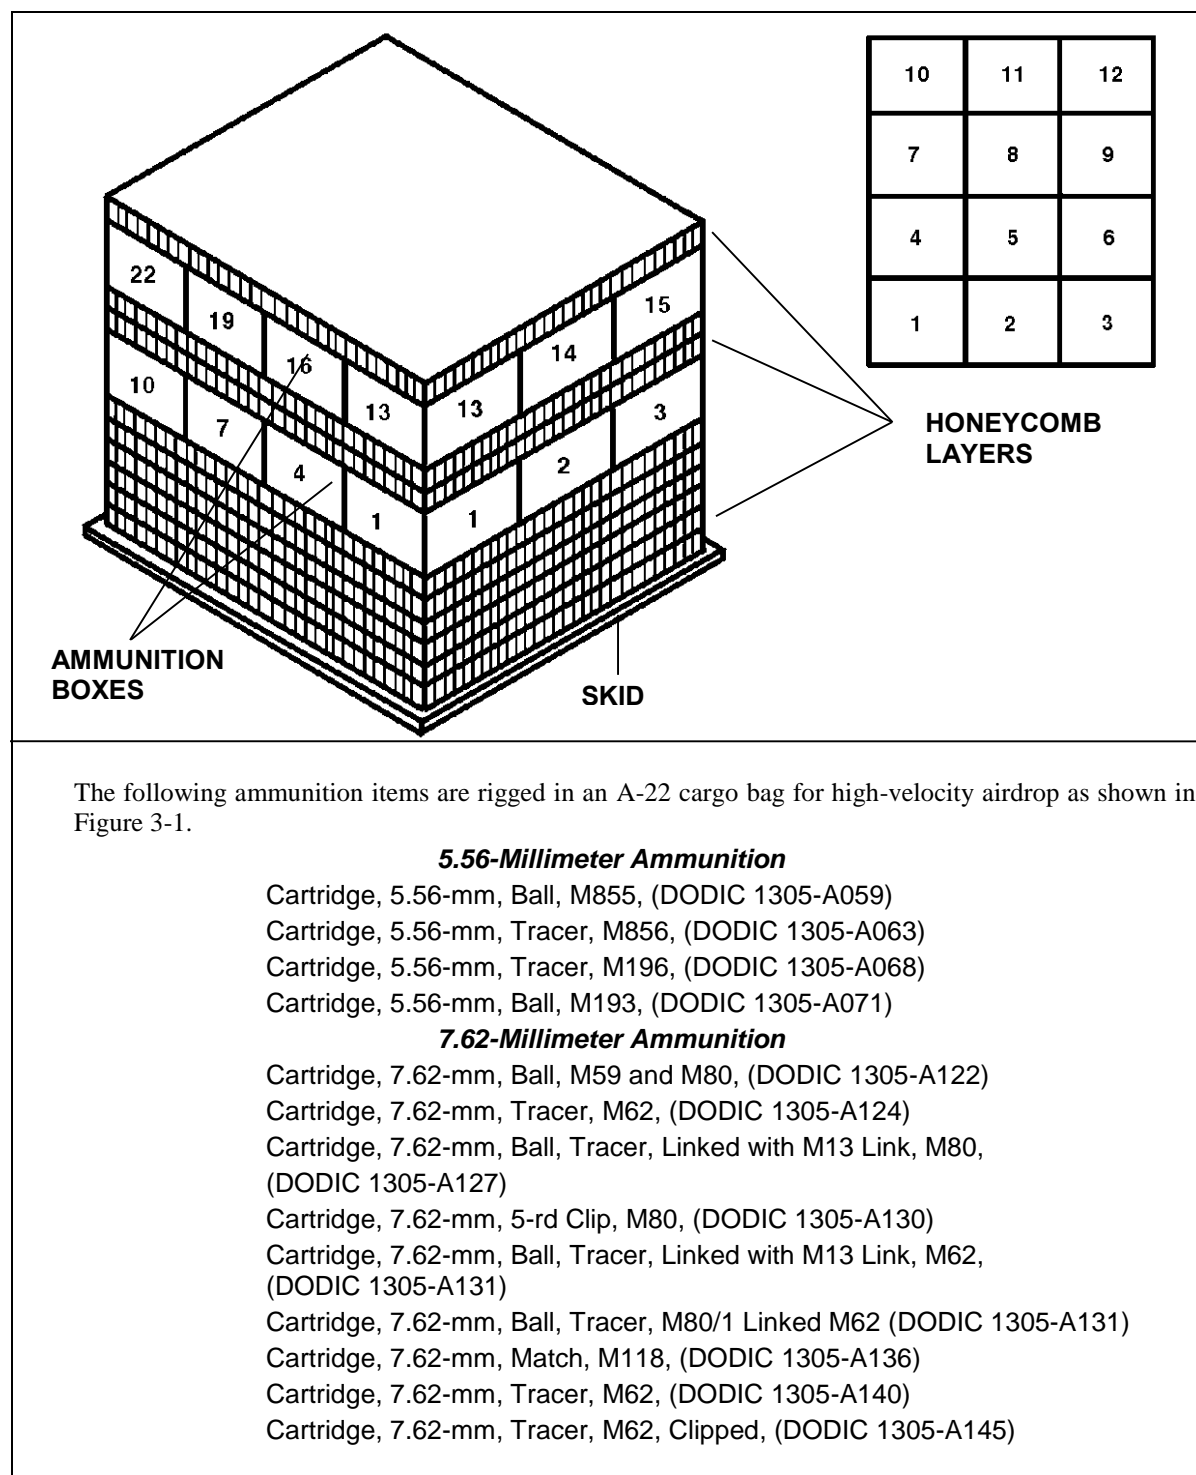 10 11 12
7 8 9
4 5 6
1 2 3
22
19
16
13
13
14
15
10
7
4
1
1
2
3
HONEYCOMB
LAYERS
AMMUNITION
BOXES
SKID
The following ammunition items are rigged in an A-22 cargo bag for high-velocity airdrop as shown in
Figure 3-1.
5.56-Millimeter Ammunition
Cartridge, 5.56-mm, Ball, M855, (DODIC 1305-A059)
Cartridge, 5.56-mm, Tracer, M856, (DODIC 1305-A063)
Cartridge, 5.56-mm, Tracer, M196, (DODIC 1305-A068)
Cartridge, 5.56-mm, Ball, M193, (DODIC 1305-A071)
7.62-Millimeter Ammunition
Cartridge, 7.62-mm, Ball, M59 and M80, (DODIC 1305-A122)
Cartridge, 7.62-mm, Tracer, M62, (DODIC 1305-A124)
Cartridge, 7.62-mm, Ball, Tracer, Linked with M13 Link, M80,
(DODIC 1305-A127)
Cartridge, 7.62-mm, 5-rd Clip, M80, (DODIC 1305-A130)
Cartridge, 7.62-mm, Ball, Tracer, Linked with M13 Link, M62,
(DODIC 1305-A131)
Cartridge, 7.62-mm, Ball, Tracer, M80/1 Linked M62 (DODIC 1305-A131)
Cartridge, 7.62-mm, Match, M118, (DODIC 1305-A136)
Cartridge, 7.62-mm, Tracer, M62, (DODIC 1305-A140)
Cartridge, 7.62-mm, Tracer, M62, Clipped, (DODIC 1305-A145)